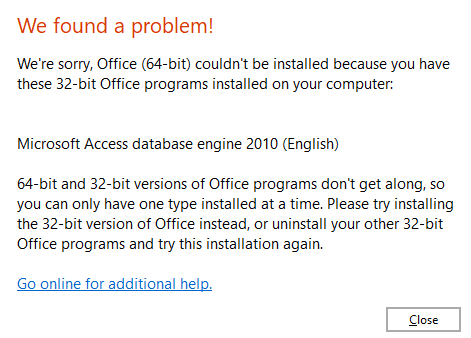 We found a problem!
We're sorry, Office (64-bit) couldn't be installed because you have
these 32-bit Office programs installed on your computer:
Microsoft Access database engine 2010 (English)
64-bit and 32-bit versions of Office programs don't get along, so
you can only have one type installed at a time. Please try installing
the 32-bit version of Office instead, or uninstall your other 32-bit
Office programs and try this installation again.
Go online for additional help.
Close